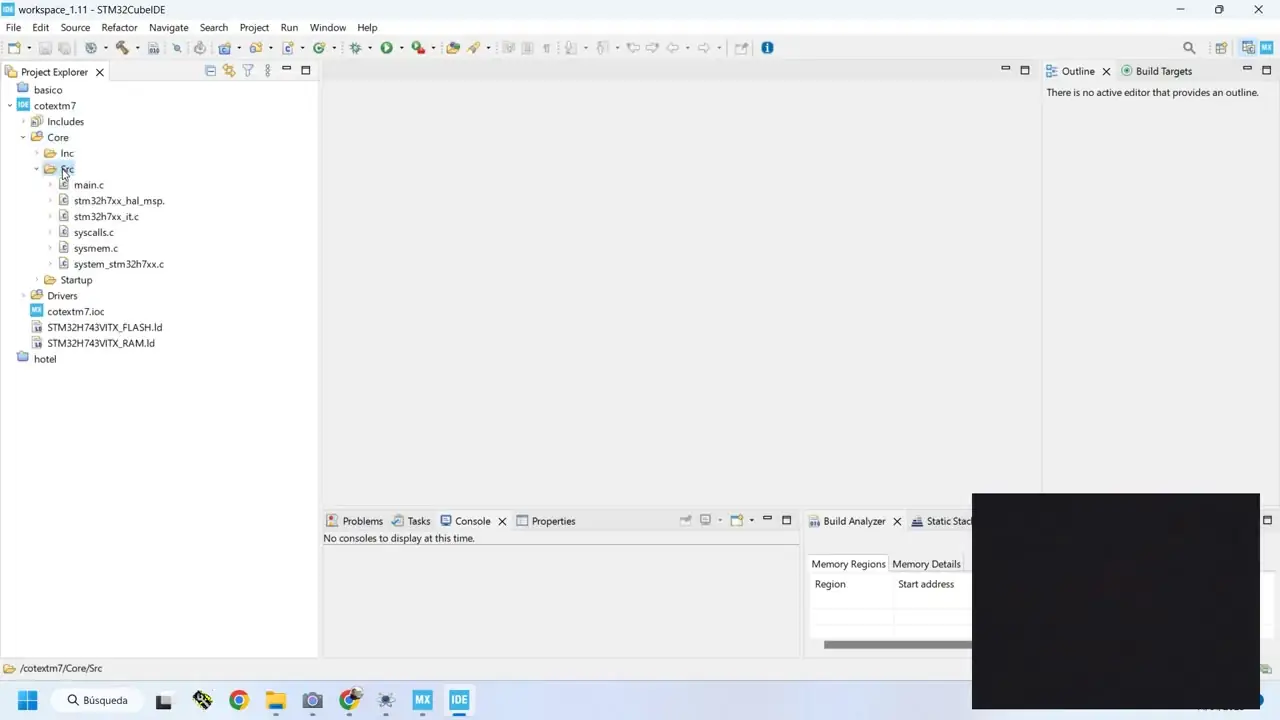 IDE workspace_1.11 - STM32CubeIDE
File Edit Source Refactor Navigate Search Project Run Window Help
Project Explorer
Outline
Build Targets
basico
There is no active editor that provides an outline.
IDE cotextm7
Includes
Core
Inc
Src
main.c
stm32h7xx_hal_msp.
stm32h7xx_it.c
syscalls.c
sysmem.c
system_stm32h7xx.c
Startup
Drivers
MX cotextm7.ioc
STM32H743VITX_FLASH.ld
STM32H743VITX_RAM.ld
hotel
Problems Tasks Console Properties
No consoles to display at this time.
Build Analyzer Static Stack
Memory Regions Memory Details
Region Start address
/cotextm7/Core/Src
Búsqueda MX IDE